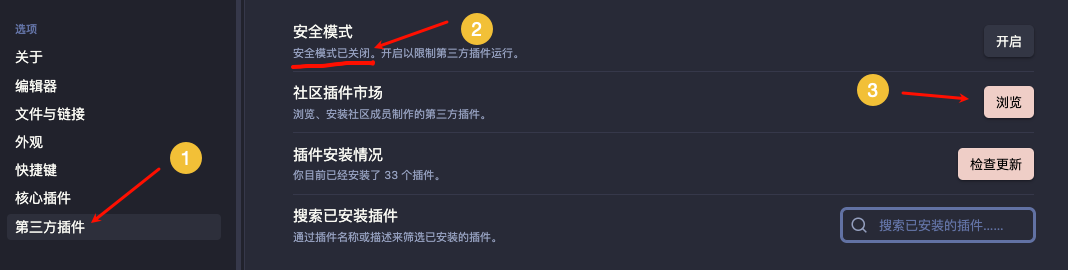 选项
关于
编辑器
文件与链接
外观
快捷键
核心插件
第三方插件
1
安全模式
安全模式已关闭。开启以限制第三方插件运行。
2
开启
社区插件市场
浏览、安装社区成员制作的第三方插件。
3
浏览
插件安装情况
你目前已经安装了 33 个插件。
检查更新
搜索已安装插件
通过插件名称或描述来筛选已安装的插件。
搜索已安装的插件……